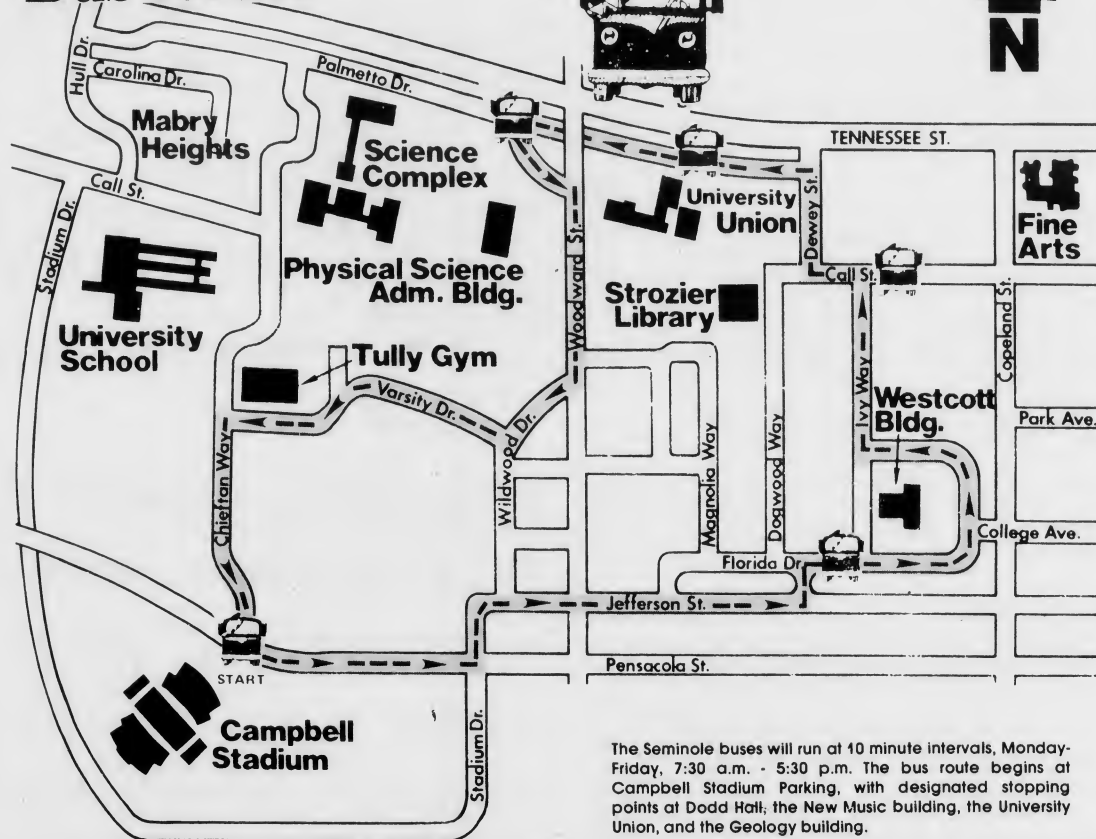 N
Hull Dr.
Carolina Dr.
Palmetto Dr.
Mabry
Heights
Science
Complex
TENNESSEE ST.
Call St.
University
Union
Dewey St.
Fine
Arts
Stadium Dr.
Physical Science
Adm. Bldg.
Woodward St.
Call St.
Strozier
Library
University
School
Copeland St.
Tully Gym
Varsity Dr.
Ivy Way
Westcott
Bldg.
Park Ave.
Chieftan Way
Wildwood Dr.
Magnolia Way
Dogwood Way
College Ave.
Florida Dr.
Jefferson St.
START
Pensacola St.
Campbell
Stadium
Stadium Dr.
The Seminole buses will run at 10 minute intervals, Monday-
Friday, 7:30 a.m. - 5:30 p.m. The bus route begins at
Campbell Stadium Parking, with designated stopping
points at Dodd Hall, the New Music building, the University
Union, and the Geology building.